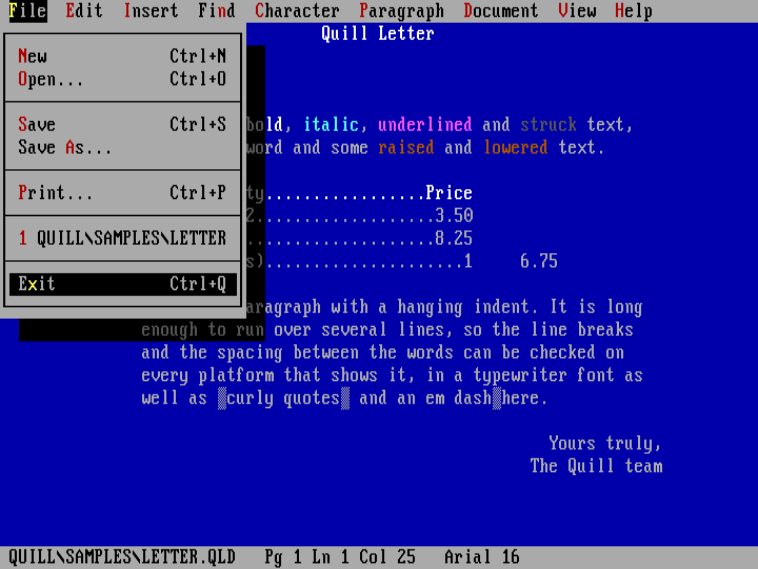 File Edit Insert Find Character Paragraph Document View Help
Quill Letter
New Ctrl+N
Open... Ctrl+O
Save Ctrl+S
Save As...
Print... Ctrl+P
1 QUILL\SAMPLES\LETTER
Exit Ctrl+Q
bold, italic, underlined and struck text,
word and some raised and lowered text.
ty.................Price
2...................3.50
....................8.25
s).....................1 6.75
aragraph with a hanging indent. It is long
enough to run over several lines, so the line breaks
and the spacing between the words can be checked on
every platform that shows it, in a typewriter font as
well as ▒curly quotes▒ and an em dash▒here.
Yours truly,
The Quill team
QUILL\SAMPLES\LETTER.QLD Pg 1 Ln 1 Col 25 Arial 16